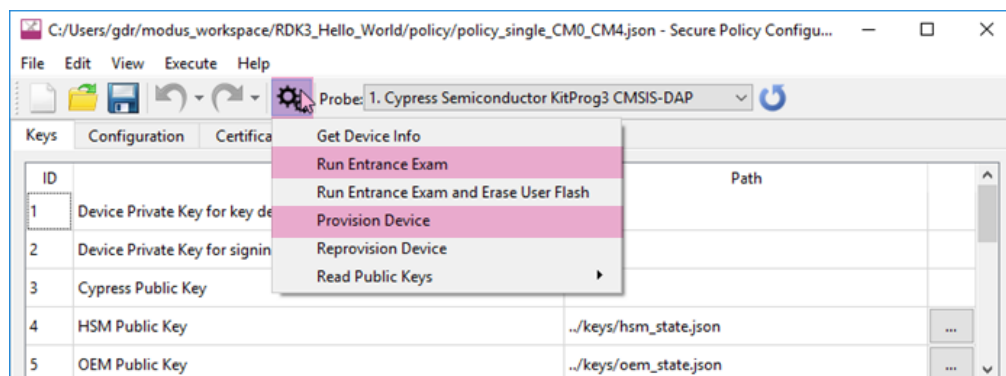 C:/Users/gdr/modus_workspace/RDK3_Hello_World/policy/policy_single_CM0_CM4.json - Secure Policy Configu...
File Edit View Execute Help
Probe: 1. Cypress Semiconductor KitProg3 CMSIS-DAP
Keys Configuration Certifica
Get Device Info
Run Entrance Exam
Run Entrance Exam and Erase User Flash
Provision Device
Reprovision Device
Read Public Keys
ID Path
1 Device Private Key for key de
2 Device Private Key for signin
3 Cypress Public Key
4 HSM Public Key ../keys/hsm_state.json ...
5 OEM Public Key ../keys/oem_state.json ...